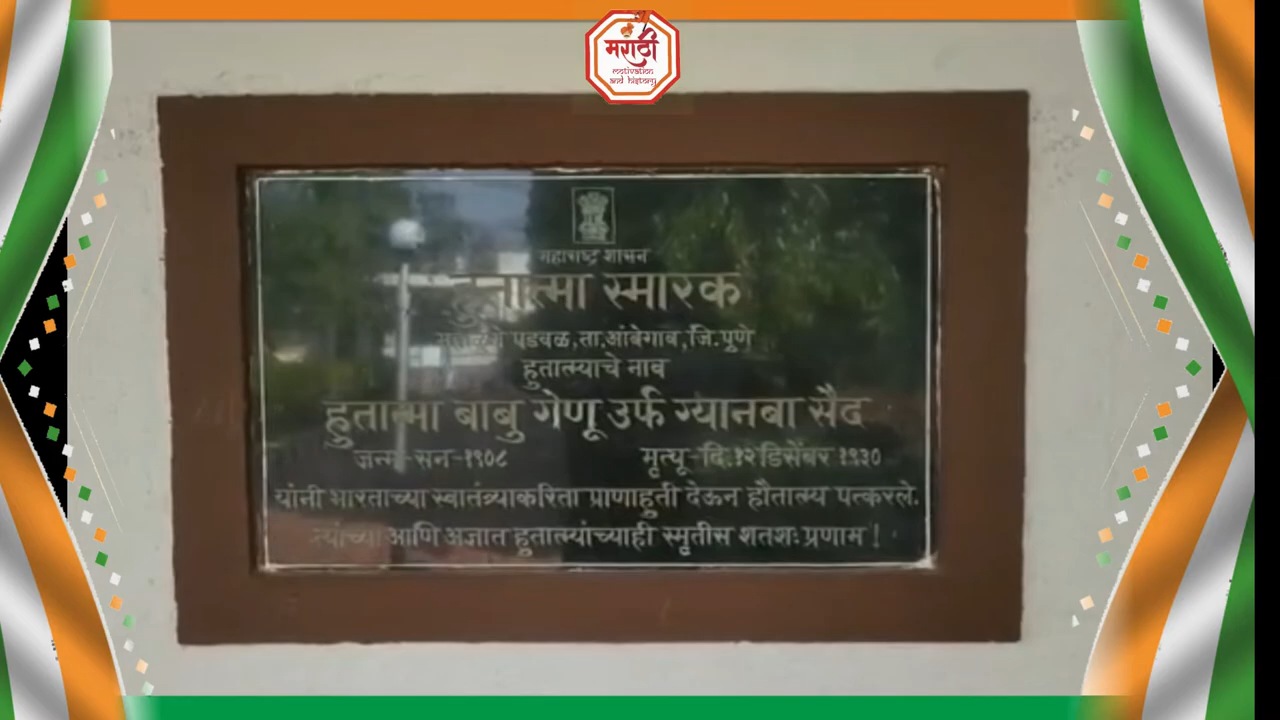 मराठी
motivation
and history
महाराष्ट्र शासन
हुतात्मा स्मारक
पडवळ,ता.आंबेगाव,जि.पुणे
हुतात्म्याचे नाव
हुतात्मा बाबु गेणू उर्फ ग्यानबा सैद
जन्म-सन-१९०८ मृत्यू-दि.१२ डिसेंबर १९३०
यांनी भारताच्या स्वातंत्र्याकरिता प्राणाहुती देऊन हौतात्म्य पत्करले.
त्यांच्या आणि अज्ञात हुतात्म्यांच्याही स्मृतीस शतशः प्रणाम !